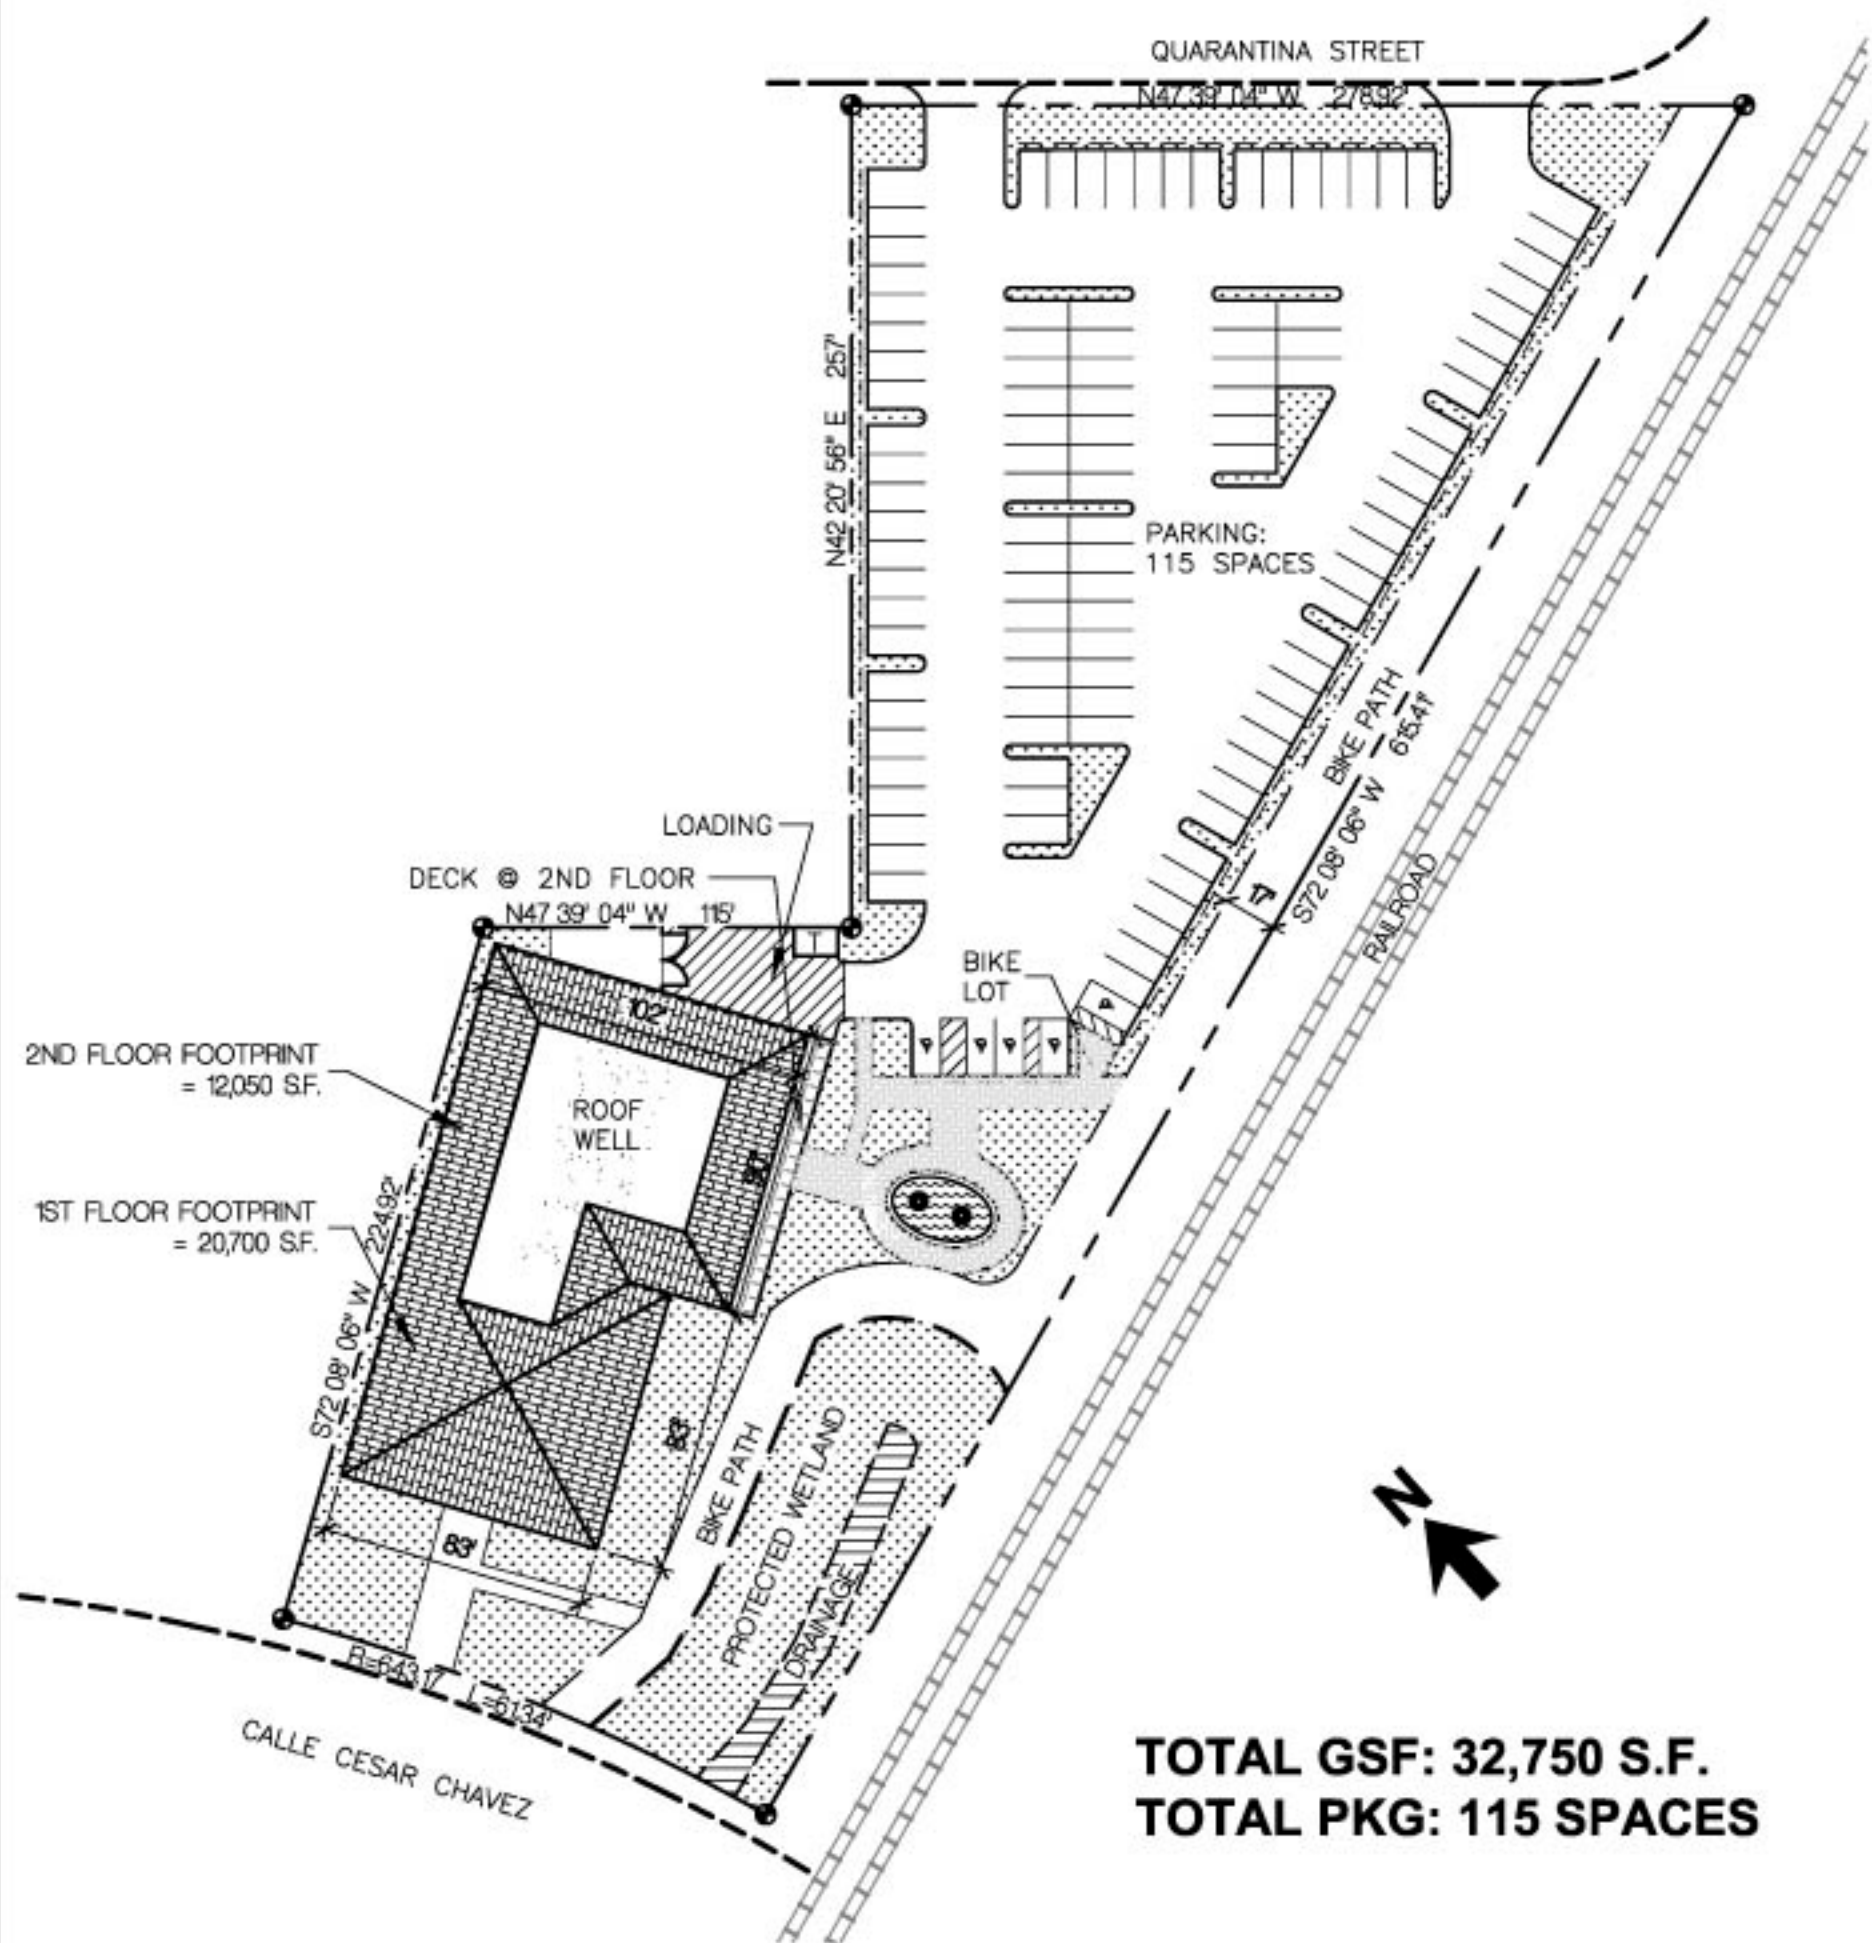 QUARANTINA STREET
N47 39' 04" W 278.92'
N42 20' 56" E 257'
PARKING:
115 SPACES
BIKE PATH
S72 08' 06" W 615.41'
17'
RAILROAD
LOADING
DECK @ 2ND FLOOR
N47 39' 04" W 115'
T
BIKE
LOT
102'
2ND FLOOR FOOTPRINT
= 12,050 S.F.
ROOF
WELL
90'
1ST FLOOR FOOTPRINT
= 20,700 S.F.
S72 08' 06" W 224.92'
83'
83'
BIKE PATH
PROTECTED WETLAND
DRAINAGE
N
R=643.17'
L=61.34'
CALLE CESAR CHAVEZ
TOTAL GSF: 32,750 S.F.
TOTAL PKG: 115 SPACES